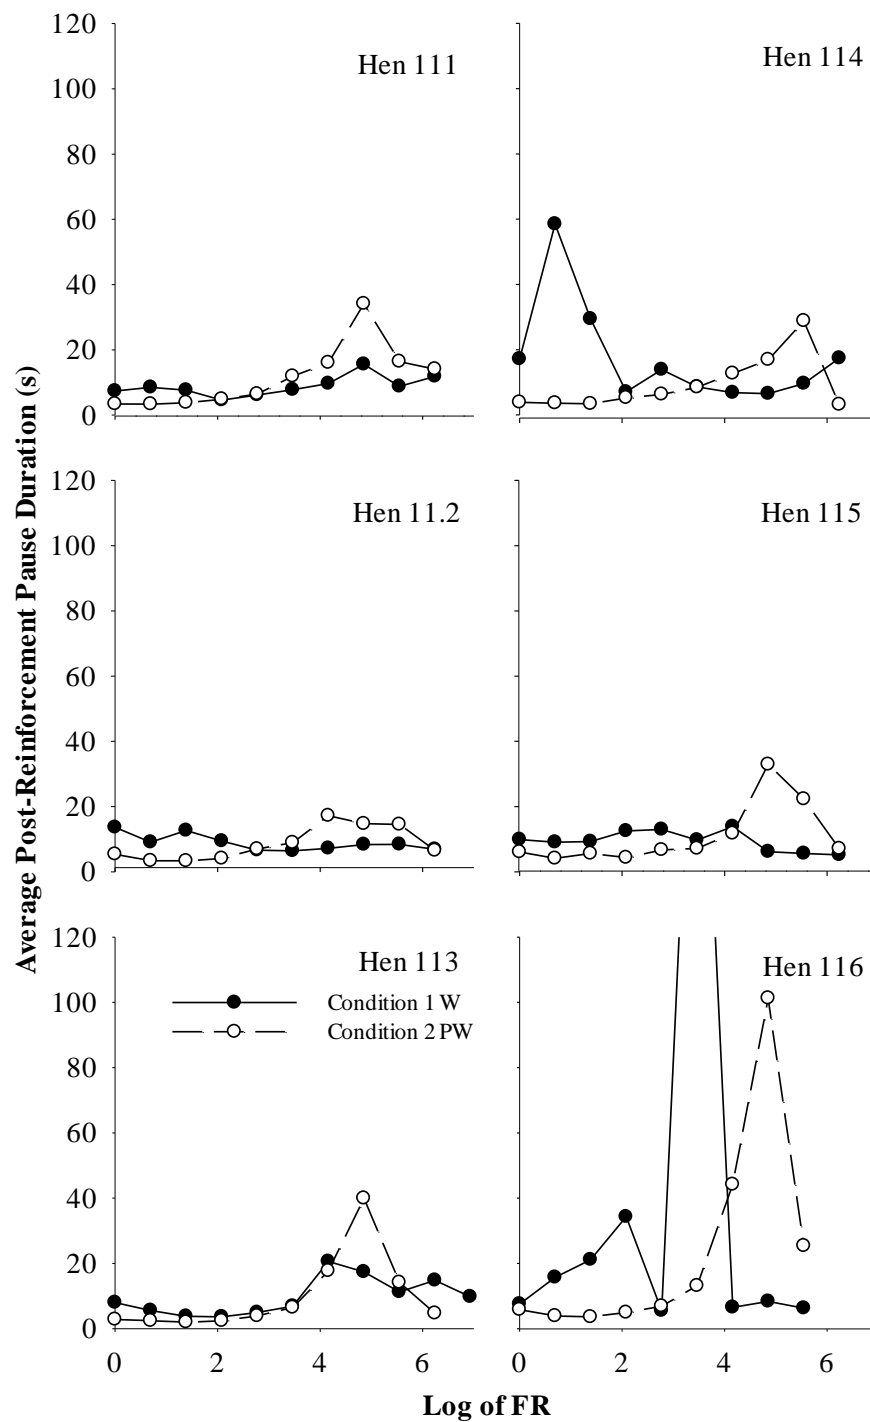 120
100
80
60
40
20
0
Hen 111
Hen 114
120
100
80
60
40
20
0
Hen 11.2
Hen 115
120
100
80
60
40
20
0
Hen 113
Condition 1 W
Condition 2 PW
Hen 116
0 2 4 6
0 2 4 6
Average Post-Reinforcement Pause Duration (s)
Log of FR